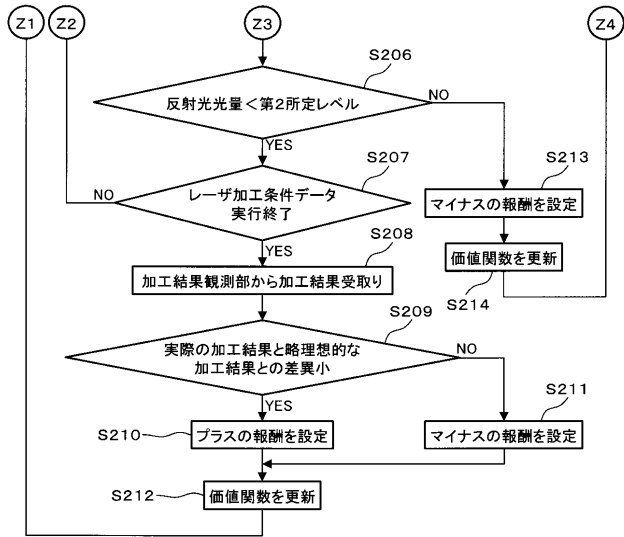 Z1
Z2
Z3
Z4
S206
反射光光量＜第2所定レベル
NO
YES
S207
レーザ加工条件データ
実行終了
NO
YES
S213
マイナスの報酬を設定
S208
加工結果観測部から加工結果受取り
価値関数を更新
S214
S209
実際の加工結果と略理想的な
加工結果との差異小
NO
YES
S211
S210
プラスの報酬を設定
マイナスの報酬を設定
S212
価値関数を更新